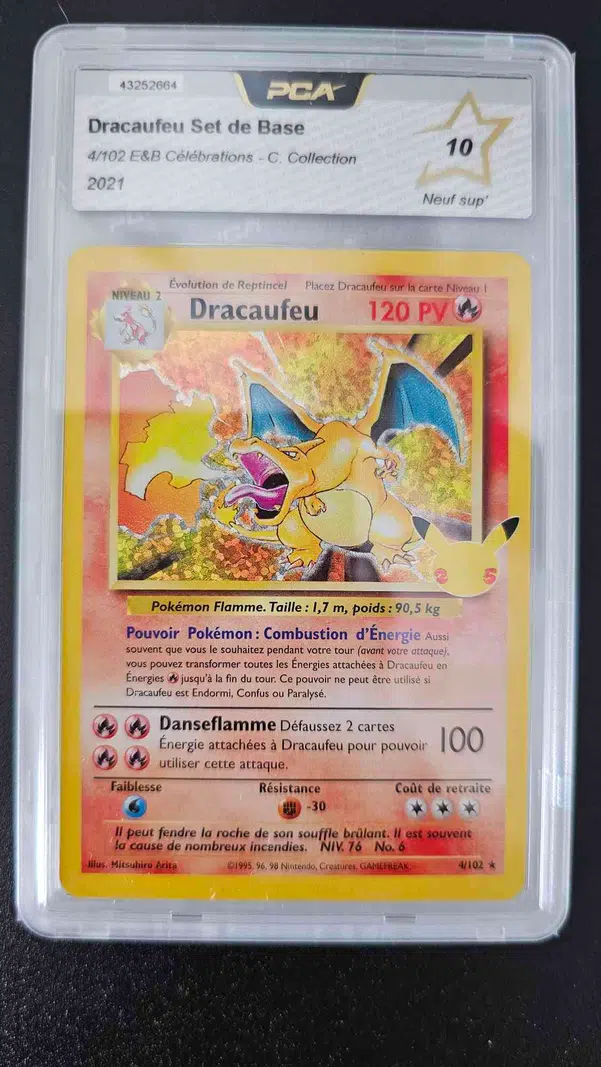 43252664
PCA
Dracaufeu Set de Base
4/102 E&B Célébrations - C. Collection
2021
10
Neuf sup'
Évolution de Reptincel Placez Dracaufeu sur la carte Niveau 1
NIVEAU 2
Dracaufeu 120 PV
25
Pokémon Flamme. Taille : 1,7 m, poids : 90,5 kg
Pouvoir Pokémon : Combustion d'Énergie Aussi
souvent que vous le souhaitez pendant votre tour (avant votre attaque),
vous pouvez transformer toutes les Énergies attachées à Dracaufeu en
Énergies jusqu'à la fin du tour. Ce pouvoir ne peut être utilisé si
Dracaufeu est Endormi, Confus ou Paralysé.
Danseflamme Défaussez 2 cartes
Énergie attachées à Dracaufeu pour pouvoir 100
utiliser cette attaque.
Faiblesse Résistance Coût de retraite
-30
Il peut fendre la roche de son souffle brûlant. Il est souvent
la cause de nombreux incendies. NIV. 76 No. 6
Illus. Mitsuhiro Arita ©1995, 96, 98 Nintendo, Creatures, GAMEFREAK. 4/102